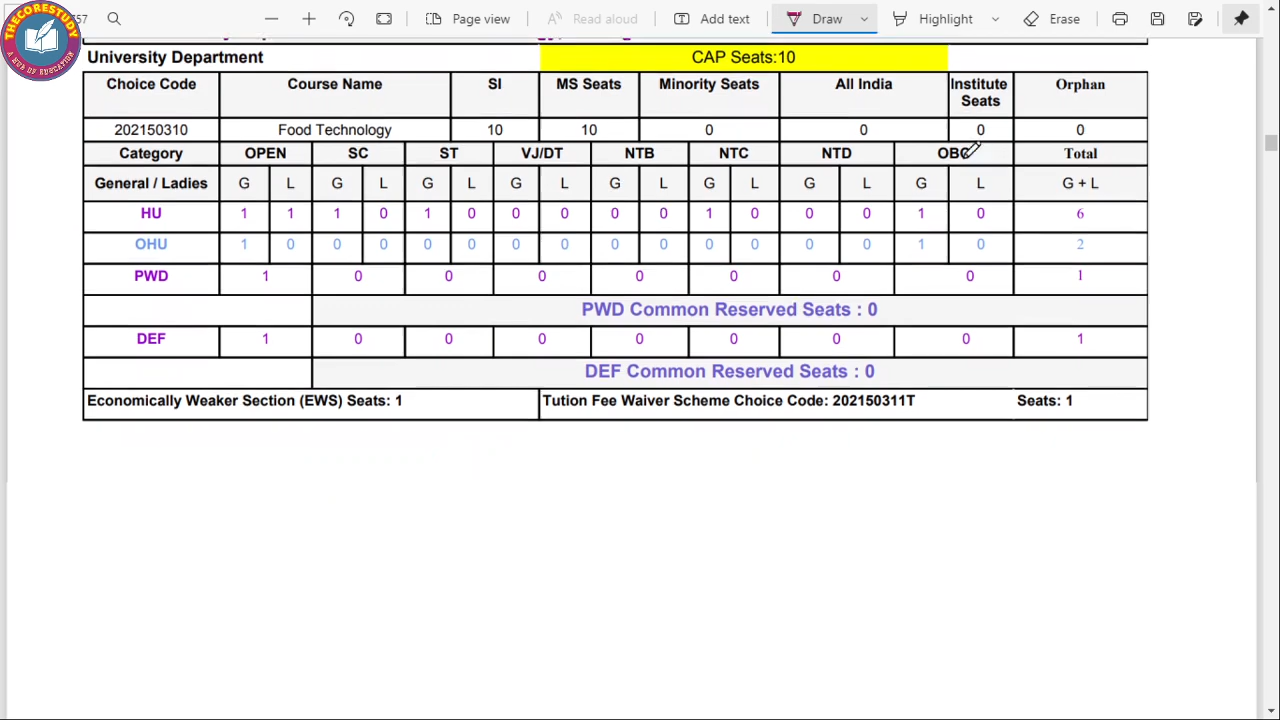 THECORESTUDY
A HUB OF EDUCATION
57
Page view
Read aloud
Add text
Draw
Highlight
Erase
University Department CAP Seats:10
Choice Code Course Name SI MS Seats Minority Seats All India Institute Seats Orphan
202150310 Food Technology 10 10 0 0 0 0
Category OPEN SC ST VJ/DT NTB NTC NTD OBC Total
General / Ladies G L G L G L G L G L G L G L G L G + L
HU 1 1 1 0 1 0 0 0 0 0 1 0 0 0 1 0 6
OHU 1 0 0 0 0 0 0 0 0 0 0 0 0 0 1 0 2
PWD 1 0 0 0 0 0 0 0 1
PWD Common Reserved Seats : 0
DEF 1 0 0 0 0 0 0 0 1
DEF Common Reserved Seats : 0
Economically Weaker Section (EWS) Seats: 1 Tution Fee Waiver Scheme Choice Code: 202150311T Seats: 1